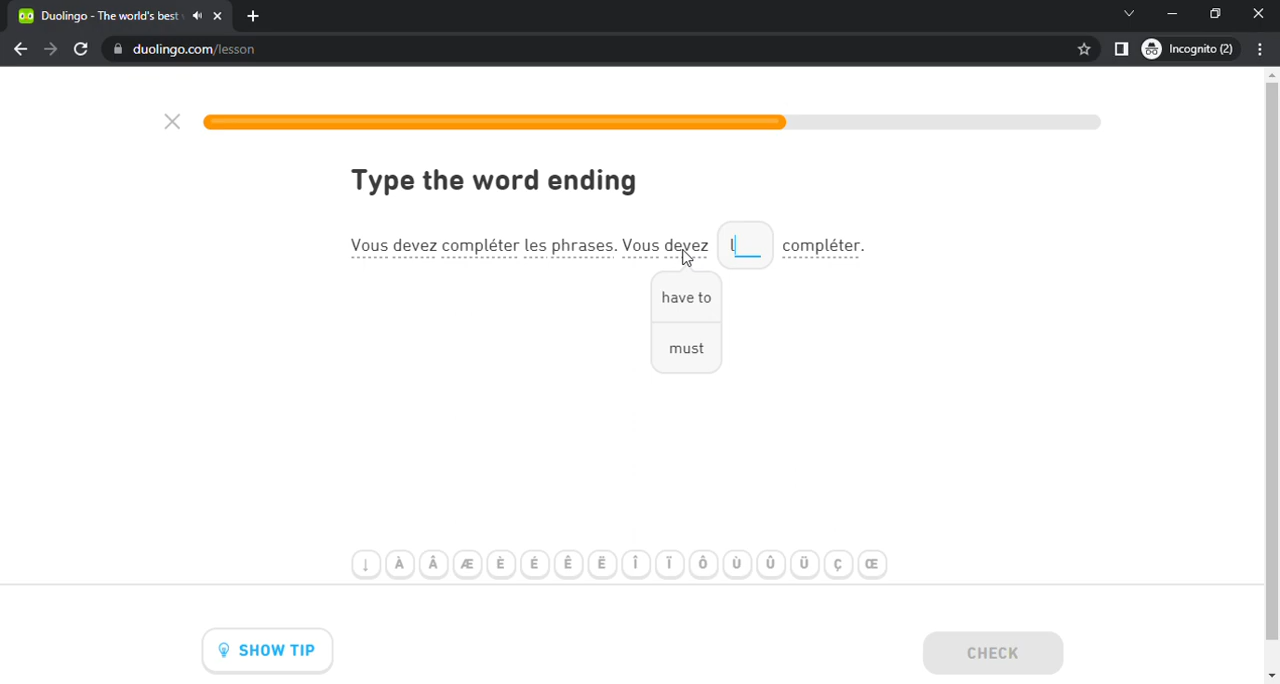 Duolingo - The world's best
duolingo.com/lesson
Incognito (2)
Type the word ending
Vous devez compléter les phrases. Vous devez l__ compléter.
have to
must
↓ À Â Æ È É Ê Ë Î Ï Ô Ù Û Ü Ç Œ
SHOW TIP
CHECK